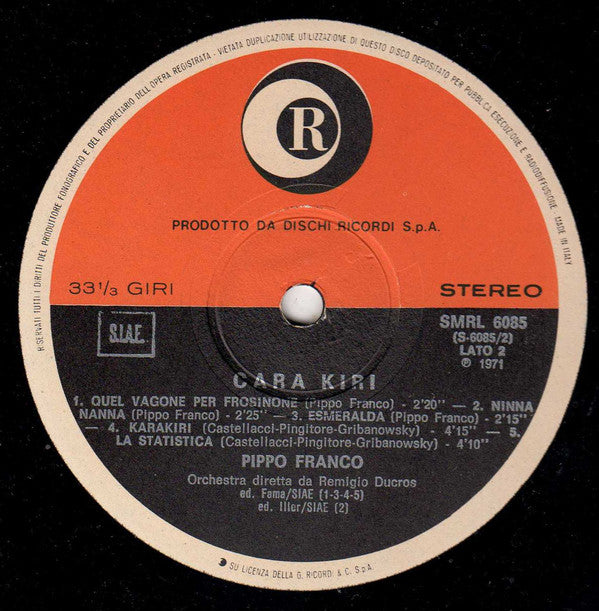 RISERVATI TUTTI I DIRITTI DEL PRODUTTORE FONOGRAFICO E DEL PROPRIETARIO DELL'OPERA REGISTRATA - VIETATA DUPLICAZIONE UTILIZZAZIONE DI QUESTO DISCO DEPOSITATO PER PUBBLICA ESECUZIONE E RADIODIFFUSIONE. MADE IN ITALY
R
PRODOTTO DA DISCHI RICORDI S.p.A.
33 1/3 GIRI
STEREO
S.I.A.E.
SMRL 6085
(S-6085/2)
LATO 2
℗ 1971
CARA KIRI
1. QUEL VAGONE PER FROSINONE (Pippo Franco) - 2'20" — 2. NINNA
NANNA (Pippo Franco) - 2'25" — 3. ESMERALDA (Pippo Franco) - 2'15"
— 4. KARAKIRI (Castellacci-Pingitore-Gribanowsky) - 4'15" — 5.
LA STATISTICA (Castellacci-Pingitore-Gribanowsky) - 4'10"
PIPPO FRANCO
Orchestra diretta da Remigio Ducros
ed. Fama/SIAE (1-3-4-5)
ed. Iller/SIAE (2)
SU LICENZA DELLA G. RICORDI & C. S.p.A.